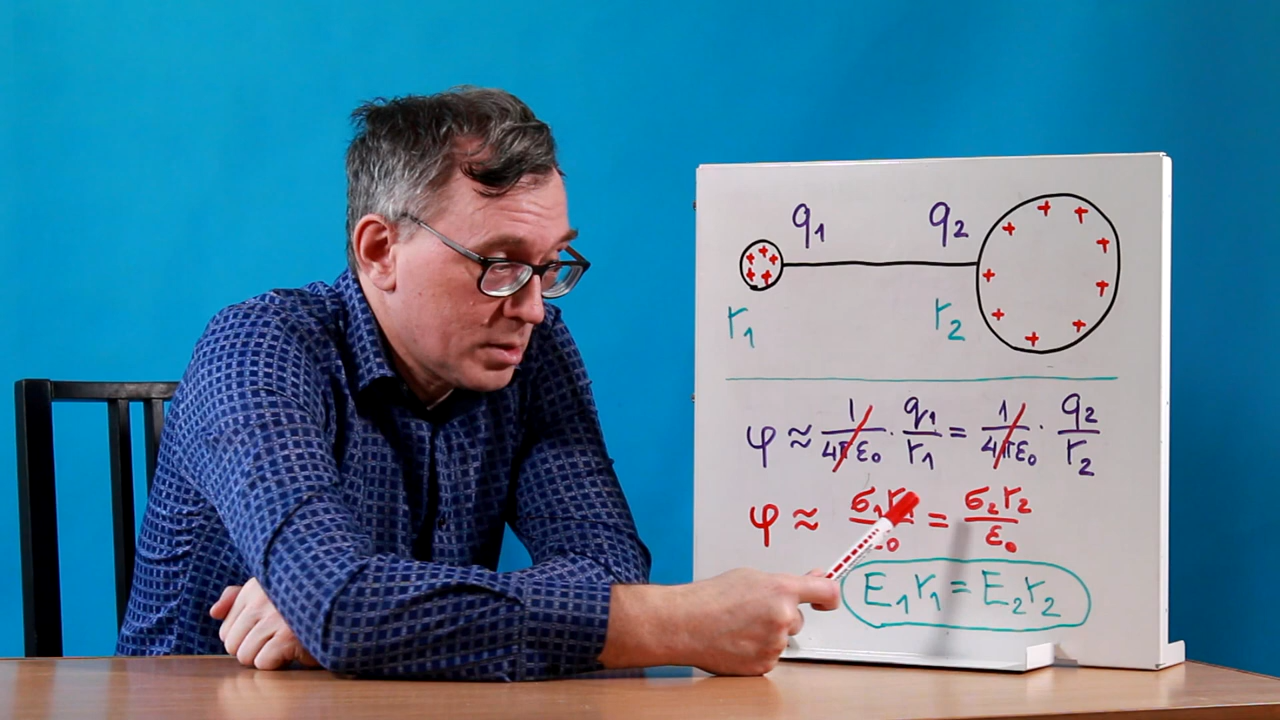 q₁ q₂
r₁ r₂
φ ≈ 1/4πε₀ · q₁/r₁ = 1/4πε₀ · q₂/r₂
φ ≈ = σ₂r₂/ε₀
E₁r₁ = E₂r₂